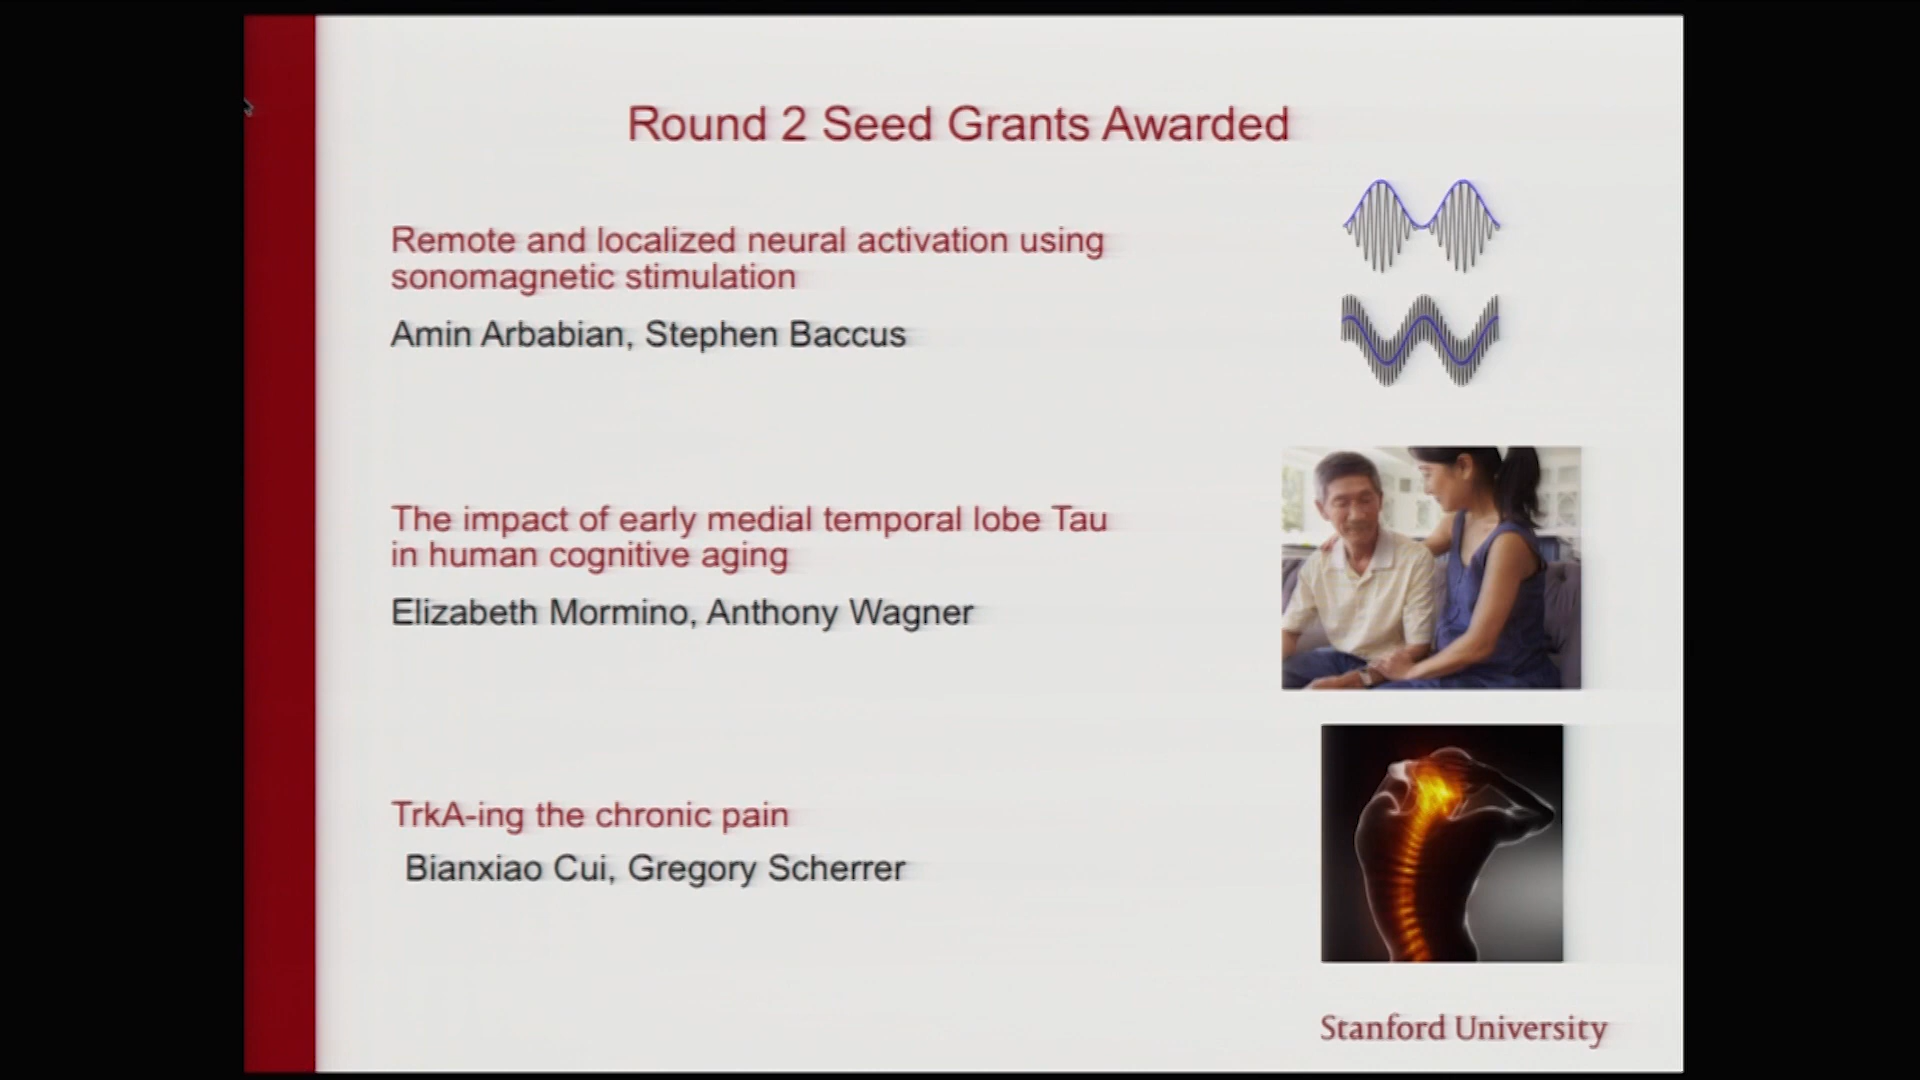 Round 2 Seed Grants Awarded
Remote and localized neural activation using
sonomagnetic stimulation
Amin Arbabian, Stephen Baccus
The impact of early medial temporal lobe Tau
in human cognitive aging
Elizabeth Mormino, Anthony Wagner
TrkA-ing the chronic pain
Bianxiao Cui, Gregory Scherrer
Stanford University